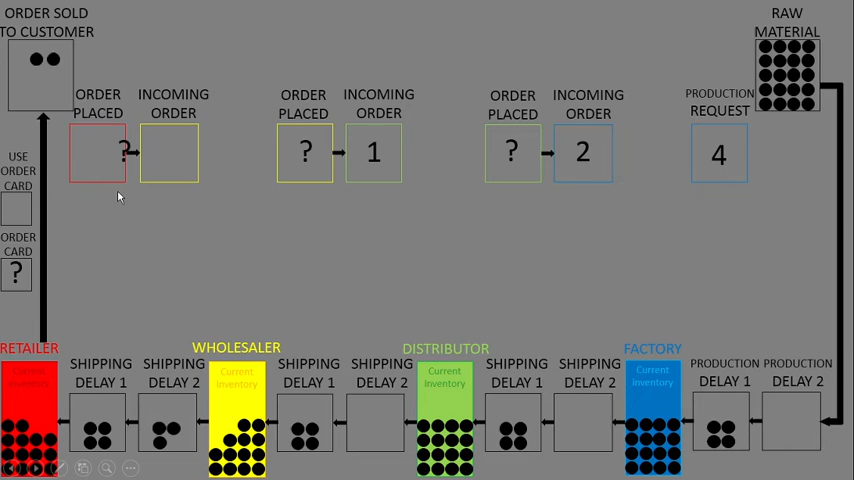 ORDER SOLD
TO CUSTOMER
RAW
MATERIAL
ORDER
PLACED
INCOMING
ORDER
ORDER
PLACED
INCOMING
ORDER
ORDER
PLACED
INCOMING
ORDER
PRODUCTION
REQUEST
?
?
1
?
2
4
USE
ORDER
CARD
ORDER
CARD
?
RETAILER
WHOLESALER
DISTRIBUTOR
FACTORY
Current
inventory
SHIPPING
DELAY 1
SHIPPING
DELAY 2
Current
inventory
SHIPPING
DELAY 1
SHIPPING
DELAY 2
Current
inventory
SHIPPING
DELAY 1
SHIPPING
DELAY 2
Current
inventory
PRODUCTION
DELAY 1
PRODUCTION
DELAY 2